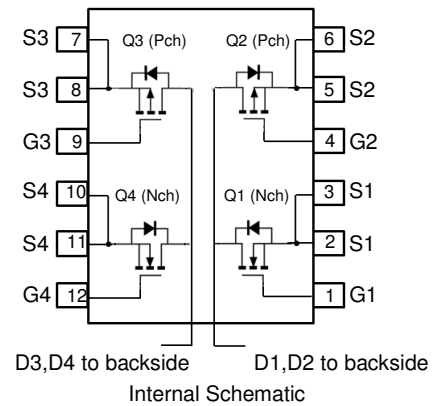 S3 7 Q3 (Pch) Q2 (Pch) 6 S2
S3 8 5 S2
G3 9 4 G2
S4 10 Q4 (Nch) Q1 (Nch) 3 S1
S4 11 2 S1
G4 12 1 G1
D3,D4 to backside D1,D2 to backside
Internal Schematic